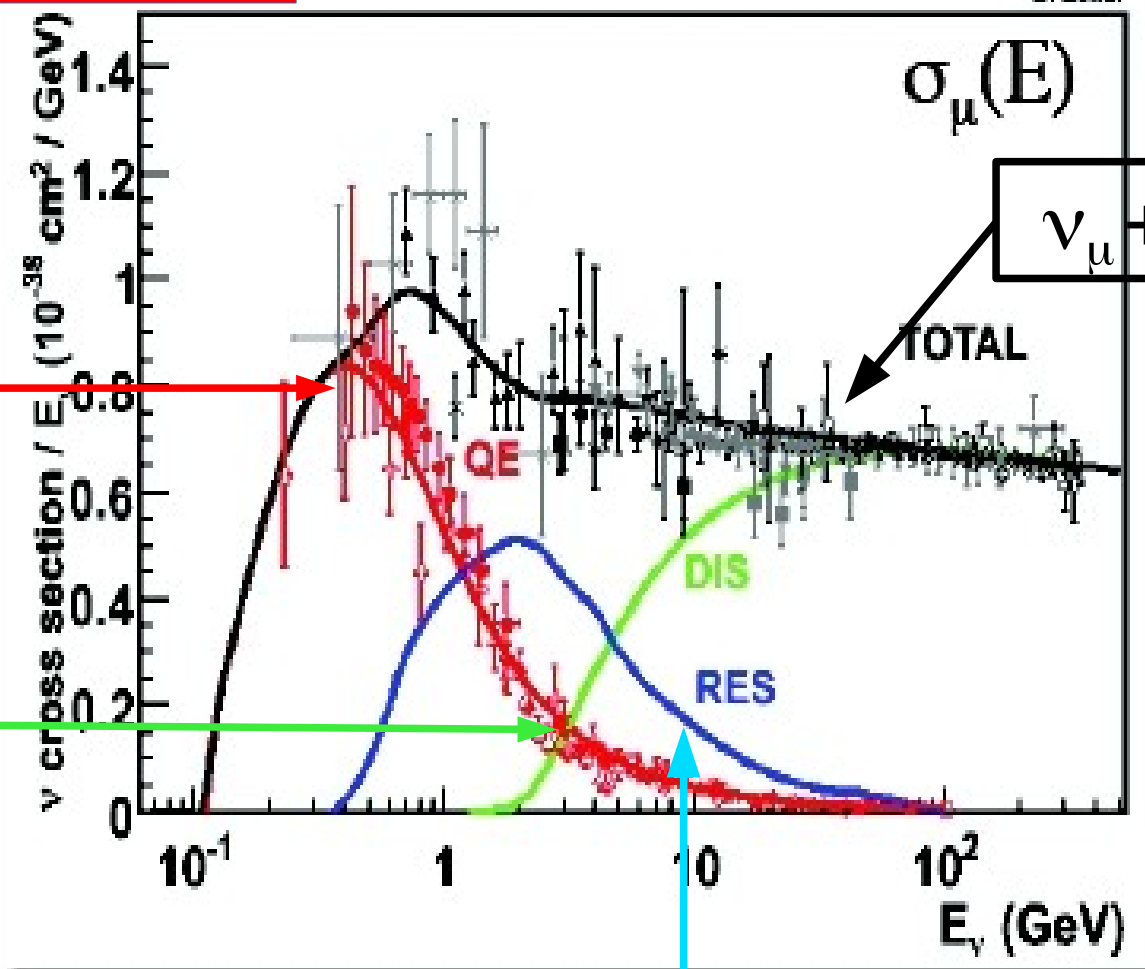 σμ(E)
νμ +
TOTAL
QE
DIS
RES
ν cross section / Eν (10⁻³⁸ cm² / GeV)
1.4
1.2
1
0.8
0.6
0.4
0.2
0
10⁻¹
1
10
10²
Eν (GeV)